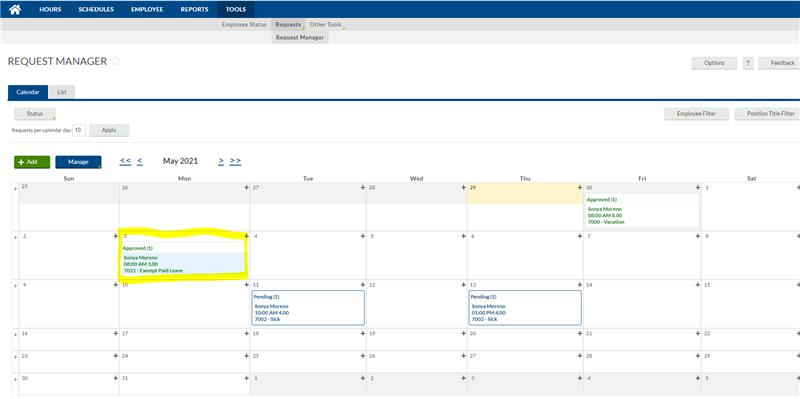 HOURS SCHEDULES EMPLOYEE REPORTS TOOLS
Employee Status Requests Other Tools
Request Manager
REQUEST MANAGER
Options ? Feedback
Calendar List
Status Employee Filter Position Title Filter
Requests per calendar day 10 Apply
+ Add Manage << < May 2021 > >>
Sun Mon Tue Wed Thu Fri Sat
+ 25 + 26 + 27 + 28 + 29 + 30 + 1
Approved (1)
Sonya Moreno
08:00 AM 8.00
7000 - Vacation
+ 2 + 3 + 4 + 5 + 6 + 7 + 8
Approved (1)
Sonya Moreno
08:00 AM 3.00
7021 - Exempt Paid Leave
+ 9 + 10 + 11 + 12 + 13 + 14 + 15
Pending (1) Pending (1)
Sonya Moreno Sonya Moreno
10:00 AM 4.00 01:00 PM 4.00
7002 - Sick 7002 - Sick
+ 16 + 17 + 18 + 19 + 20 + 21 + 22
+ 23 + 24 + 25 + 26 + 27 + 28 + 29
+ 30 + 31 + 1 + 2 + 3 + 4 + 5